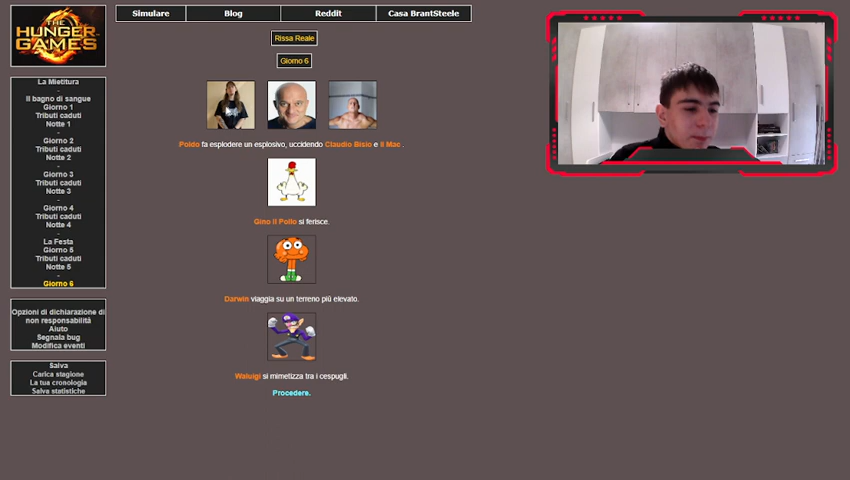 THE
HUNGER
GAMES
Simulare
Blog
Reddit
Casa BrantSteele
La Mietitura
-
Il bagno di sangue
Giorno 1
Tributi caduti
Notte 1
-
Giorno 2
Tributi caduti
Notte 2
-
Giorno 3
Tributi caduti
Notte 3
-
Giorno 4
Tributi caduti
Notte 4
-
La Festa
Giorno 5
Tributi caduti
Notte 5
-
Giorno 6
Opzioni di dichiarazione di
non responsabilità
Aiuto
Segnala bug
Modifica eventi
Salva
Carica stagione
La tua cronologia
Salva statistiche
Rissa Reale
Giorno 6
Poldo fa esplodere un esplosivo, uccidendo Claudio Bisio e Il Mac .
Gino il Pollo si ferisce.
Darwin viaggia su un terreno più elevato.
Waluigi si mimetizza tra i cespugli.
Procedere.